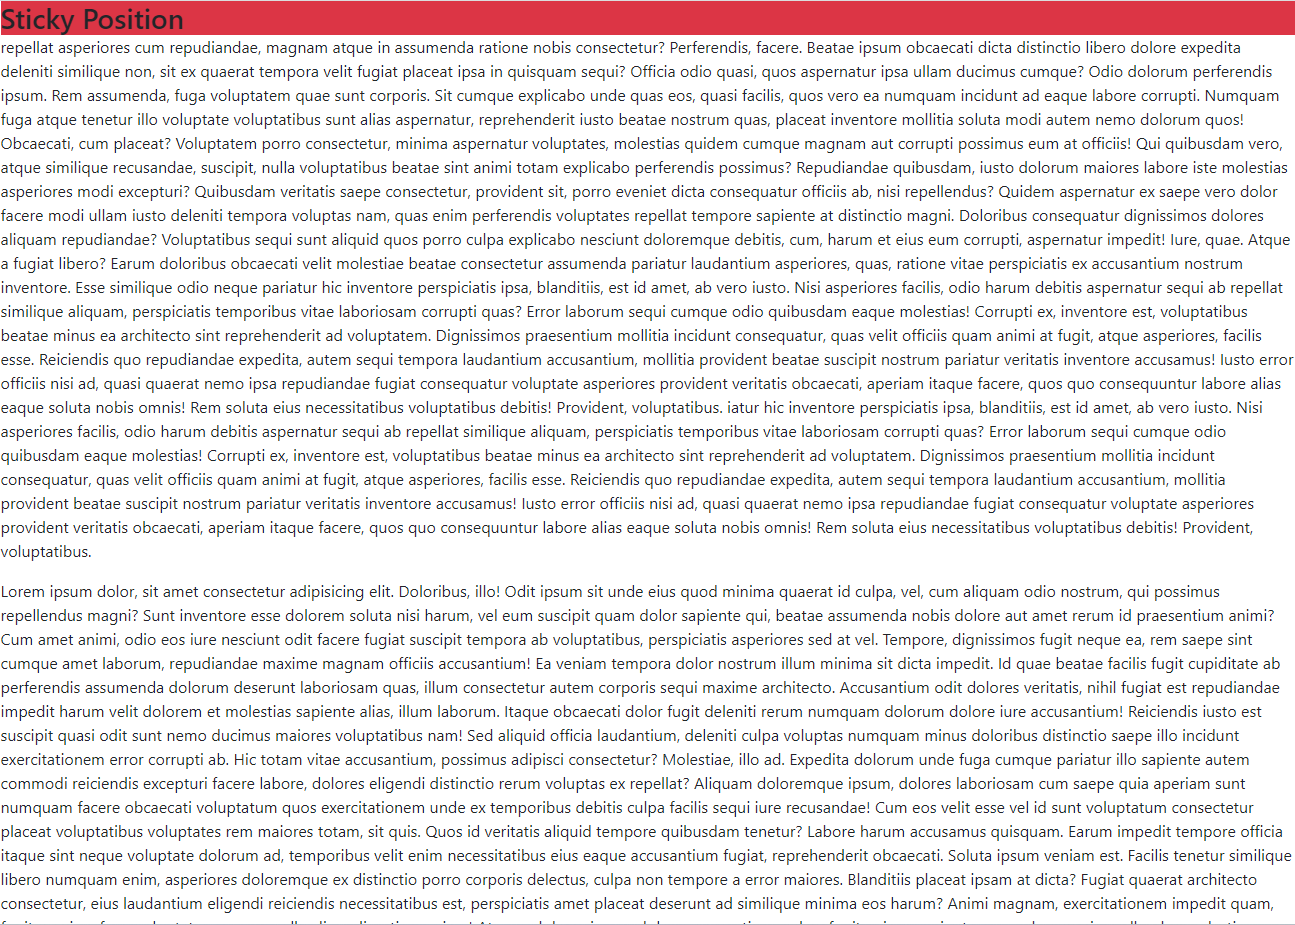 Sticky Position
repellat asperiores cum repudiandae, magnam atque in assumenda ratione nobis consectetur? Perferendis, facere. Beatae ipsum obcaecati dicta distinctio libero dolore expedita
deleniti similique non, sit ex quaerat tempora velit fugiat placeat ipsa in quisquam sequi? Officia odio quasi, quos aspernatur ipsa ullam ducimus cumque? Odio dolorum perferendis
ipsum. Rem assumenda, fuga voluptatem quae sunt corporis. Sit cumque explicabo unde quas eos, quasi facilis, quos vero ea numquam incidunt ad eaque labore corrupti. Numquam
fuga atque tenetur illo voluptate voluptatibus sunt alias aspernatur, reprehenderit iusto beatae nostrum quas, placeat inventore mollitia soluta modi autem nemo dolorum quos!
Obcaecati, cum placeat? Voluptatem porro consectetur, minima aspernatur voluptates, molestias quidem cumque magnam aut corrupti possimus eum at officiis! Qui quibusdam vero,
atque similique recusandae, suscipit, nulla voluptatibus beatae sint animi totam explicabo perferendis possimus? Repudiandae quibusdam, iusto dolorum maiores labore iste molestias
asperiores modi excepturi? Quibusdam veritatis saepe consectetur, provident sit, porro eveniet dicta consequatur officiis ab, nisi repellendus? Quidem aspernatur ex saepe vero dolor
facere modi ullam iusto deleniti tempora voluptas nam, quas enim perferendis voluptates repellat tempore sapiente at distinctio magni. Doloribus consequatur dignissimos dolores
aliquam repudiandae? Voluptatibus sequi sunt aliquid quos porro culpa explicabo nesciunt doloremque debitis, cum, harum et eius eum corrupti, aspernatur impedit! Iure, quae. Atque
a fugiat libero? Earum doloribus obcaecati velit molestiae beatae consectetur assumenda pariatur laudantium asperiores, quas, ratione vitae perspiciatis ex accusantium nostrum
inventore. Esse similique odio neque pariatur hic inventore perspiciatis ipsa, blanditiis, est id amet, ab vero iusto. Nisi asperiores facilis, odio harum debitis aspernatur sequi ab repellat
similique aliquam, perspiciatis temporibus vitae laboriosam corrupti quas? Error laborum sequi cumque odio quibusdam eaque molestias! Corrupti ex, inventore est, voluptatibus
beatae minus ea architecto sint reprehenderit ad voluptatem. Dignissimos praesentium mollitia incidunt consequatur, quas velit officiis quam animi at fugit, atque asperiores, facilis
esse. Reiciendis quo repudiandae expedita, autem sequi tempora laudantium accusantium, mollitia provident beatae suscipit nostrum pariatur veritatis inventore accusamus! Iusto error
officiis nisi ad, quasi quaerat nemo ipsa repudiandae fugiat consequatur voluptate asperiores provident veritatis obcaecati, aperiam itaque facere, quos quo consequuntur labore alias
eaque soluta nobis omnis! Rem soluta eius necessitatibus voluptatibus debitis! Provident, voluptatibus. iatur hic inventore perspiciatis ipsa, blanditiis, est id amet, ab vero iusto. Nisi
asperiores facilis, odio harum debitis aspernatur sequi ab repellat similique aliquam, perspiciatis temporibus vitae laboriosam corrupti quas? Error laborum sequi cumque odio
quibusdam eaque molestias! Corrupti ex, inventore est, voluptatibus beatae minus ea architecto sint reprehenderit ad voluptatem. Dignissimos praesentium mollitia incidunt
consequatur, quas velit officiis quam animi at fugit, atque asperiores, facilis esse. Reiciendis quo repudiandae expedita, autem sequi tempora laudantium accusantium, mollitia
provident beatae suscipit nostrum pariatur veritatis inventore accusamus! Iusto error officiis nisi ad, quasi quaerat nemo ipsa repudiandae fugiat consequatur voluptate asperiores
provident veritatis obcaecati, aperiam itaque facere, quos quo consequuntur labore alias eaque soluta nobis omnis! Rem soluta eius necessitatibus voluptatibus debitis! Provident,
voluptatibus.
Lorem ipsum dolor, sit amet consectetur adipisicing elit. Doloribus, illo! Odit ipsum sit unde eius quod minima quaerat id culpa, vel, cum aliquam odio nostrum, qui possimus
repellendus magni? Sunt inventore esse dolorem soluta nisi harum, vel eum suscipit quam dolor sapiente qui, beatae assumenda nobis dolore aut amet rerum id praesentium animi?
Cum amet animi, odio eos iure nesciunt odit facere fugiat suscipit tempora ab voluptatibus, perspiciatis asperiores sed at vel. Tempore, dignissimos fugit neque ea, rem saepe sint
cumque amet laborum, repudiandae maxime magnam officiis accusantium! Ea veniam tempora dolor nostrum illum minima sit dicta impedit. Id quae beatae facilis fugit cupiditate ab
perferendis assumenda dolorum deserunt laboriosam quas, illum consectetur autem corporis sequi maxime architecto. Accusantium odit dolores veritatis, nihil fugiat est repudiandae
impedit harum velit dolorem et molestias sapiente alias, illum laborum. Itaque obcaecati dolor fugit deleniti rerum numquam dolorum dolore iure accusantium! Reiciendis iusto est
suscipit quasi odit sunt nemo ducimus maiores voluptatibus nam! Sed aliquid officia laudantium, deleniti culpa voluptas numquam minus doloribus distinctio saepe illo incidunt
exercitationem error corrupti ab. Hic totam vitae accusantium, possimus adipisci consectetur? Molestiae, illo ad. Expedita dolorum unde fuga cumque pariatur illo sapiente autem
commodi reiciendis excepturi facere labore, dolores eligendi distinctio rerum voluptas ex repellat? Aliquam doloremque ipsum, dolores laboriosam cum saepe quia aperiam sunt
numquam facere obcaecati voluptatum quos exercitationem unde ex temporibus debitis culpa facilis sequi iure recusandae! Cum eos velit esse vel id sunt voluptatum consectetur
placeat voluptatibus voluptates rem maiores totam, sit quis. Quos id veritatis aliquid tempore quibusdam tenetur? Labore harum accusamus quisquam. Earum impedit tempore officia
itaque sint neque voluptate dolorum ad, temporibus velit enim necessitatibus eius eaque accusantium fugiat, reprehenderit obcaecati. Soluta ipsum veniam est. Facilis tenetur similique
libero numquam enim, asperiores doloremque ex distinctio porro corporis delectus, culpa non tempore a error maiores. Blanditiis placeat ipsam at dicta? Fugiat quaerat architecto
consectetur, eius laudantium eligendi reiciendis necessitatibus est, perspiciatis amet placeat deserunt ad similique minima eos harum? Animi magnam, exercitationem impedit quam,